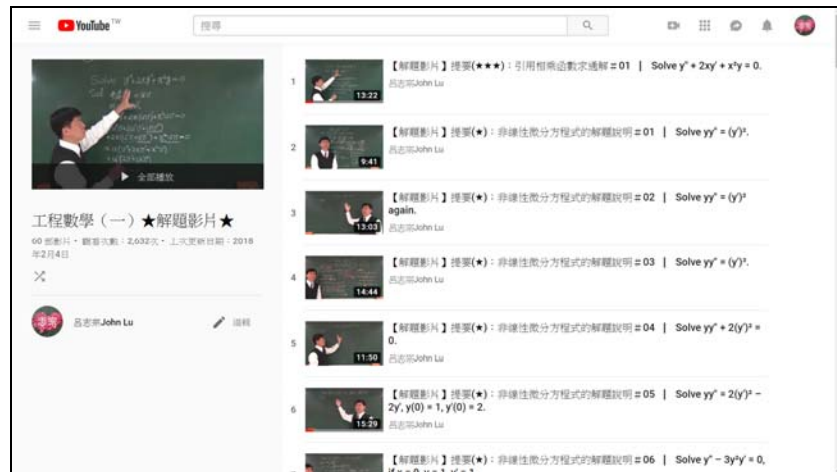 YouTube TW
搜尋
Solve y"+2xy'+x²y=0
Sol
全部播放
工程數學(一)★解題影片★
60 部影片・觀看次數:2,632次・上次更新日期:2018
年2月4日
呂志宗John Lu
編輯
1
13:22
【解題影片】提要(★★★):引用相乘函數求通解#01 | Solve y" + 2xy' + x²y = 0.
呂志宗John Lu
2
9:41
【解題影片】提要(★):非線性微分方程式的解題說明#01 | Solve yy" = (y')².
呂志宗John Lu
3
13:03
【解題影片】提要(★):非線性微分方程式的解題說明#02 | Solve yy" = (y')²
again.
呂志宗John Lu
4
14:44
【解題影片】提要(★):非線性微分方程式的解題說明#03 | Solve yy" = (y')².
呂志宗John Lu
5
11:50
【解題影片】提要(★):非線性微分方程式的解題說明#04 | Solve yy" + 2(y')² =
0.
呂志宗John Lu
6
15:29
【解題影片】提要(★):非線性微分方程式的解題說明#05 | Solve yy" = 2(y')² −
2y', y(0) = 1, y'(0) = 2.
呂志宗John Lu
【解題影片】提要(★):非線性微分方程式的解題說明#06 | Solve y" − 3y²y' = 0,
if x = 0, y = 1, y' = 1